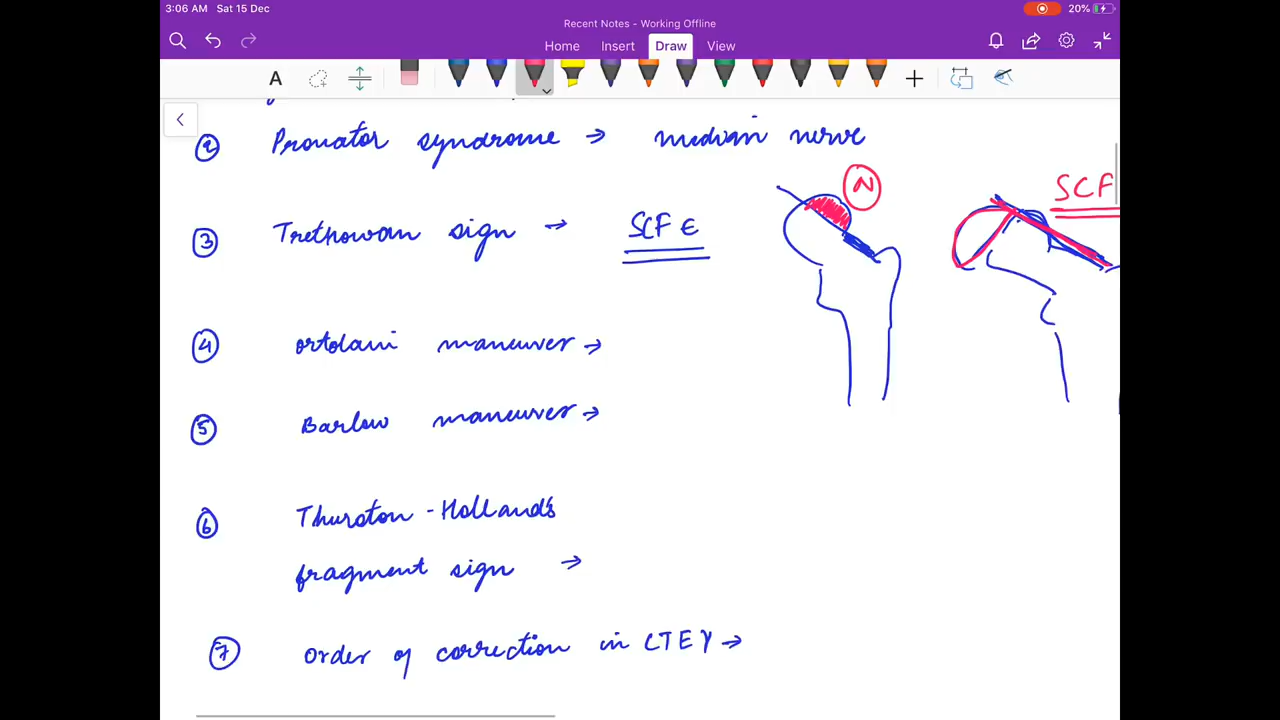 3:06 AM Sat 15 Dec
20%
Recent Notes - Working Offline
Home Insert Draw View
A
② Pronator syndrome → median nerve
N
SCF
③ Trethowan sign → SCF E
④ ortolani maneuver →
⑤ Barlow maneuver →
⑥ Thurston - Holland's
fragment sign →
⑦ order of correction in CTEV →